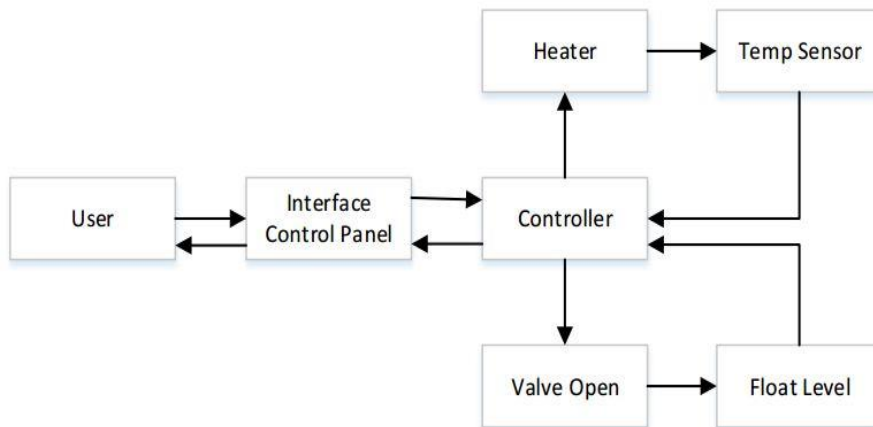 Heater
Temp Sensor
User
Interface
Control Panel
Controller
Valve Open
Float Level